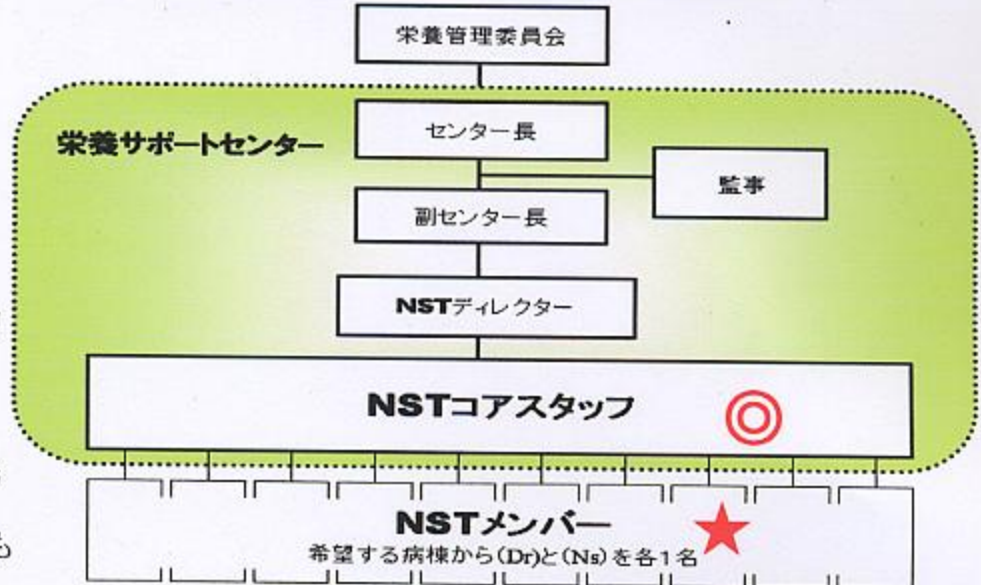 栄養管理委員会
栄養サポートセンター
センター長
監事
副センター長
NSTディレクター
NSTコアスタッフ
NSTメンバー
希望する病棟から(Dr)と(Ns)を各1名
も